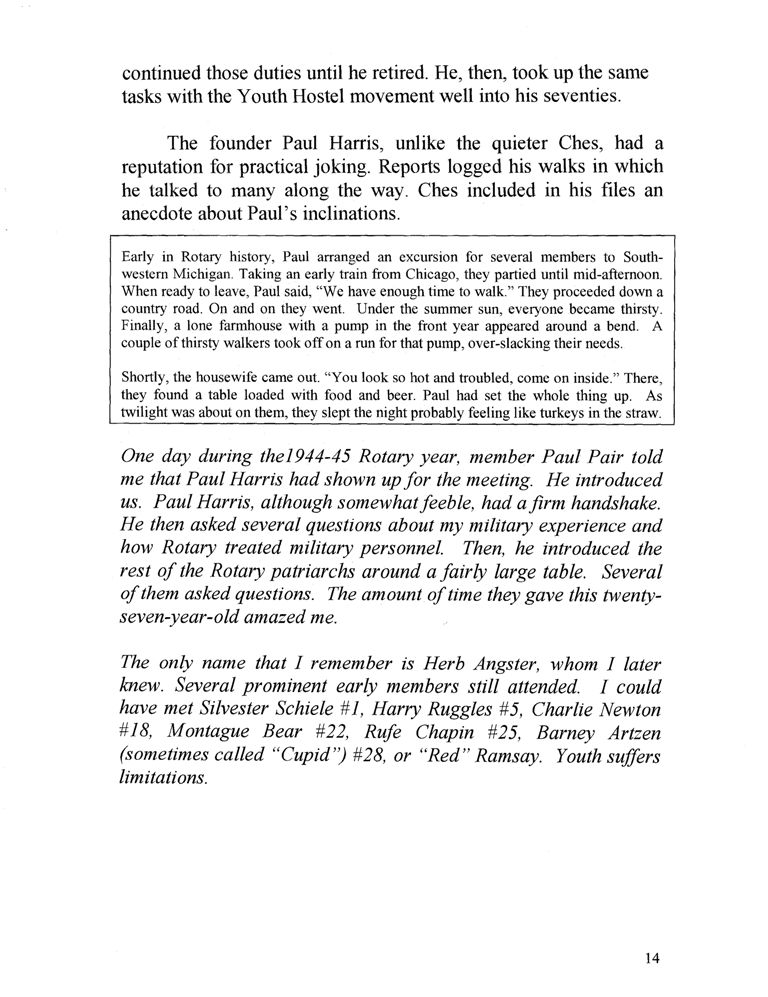 continued those duties until he retired. He, then, took up the same
tasks with the Youth Hostel movement well into his seventies.
The founder Paul Harris, unlike the quieter Ches, had a
reputation for practical joking. Reports logged his walks in which
he talked to many along the way. Ches included in his files an
anecdote about Paul's inclinations.
Early in Rotary history, Paul arranged an excursion for several members to South-
western Michigan. Taking an early train from Chicago, they partied until mid-afternoon.
When ready to leave, Paul said, “We have enough time to walk.” They proceeded down a
country road. On and on they went. Under the summer sun, everyone became thirsty.
Finally, a lone farmhouse with a pump in the front year appeared around a bend. A
couple of thirsty walkers took off on a run for that pump, over-slacking their needs.
Shortly, the housewife came out. “You look so hot and troubled, come on inside.” There,
they found a table loaded with food and beer. Paul had set the whole thing up. As
twilight was about on them, they slept the night probably feeling like turkeys in the straw.
One day during the1944-45 Rotary year, member Paul Pair told
me that Paul Harris had shown up for the meeting. He introduced
us. Paul Harris, although somewhat feeble, had a firm handshake.
He then asked several questions about my military experience and
how Rotary treated military personnel. Then, he introduced the
rest of the Rotary patriarchs around a fairly large table. Several
of them asked questions. The amount of time they gave this twenty-
seven-year-old amazed me.
The only name that I remember is Herb Angster, whom I later
knew. Several prominent early members still attended. I could
have met Silvester Schiele #1, Harry Ruggles #5, Charlie Newton
#18, Montague Bear #22, Rufe Chapin #25, Barney Artzen
(sometimes called “Cupid”) #28, or “Red” Ramsay. Youth suffers
limitations.
14